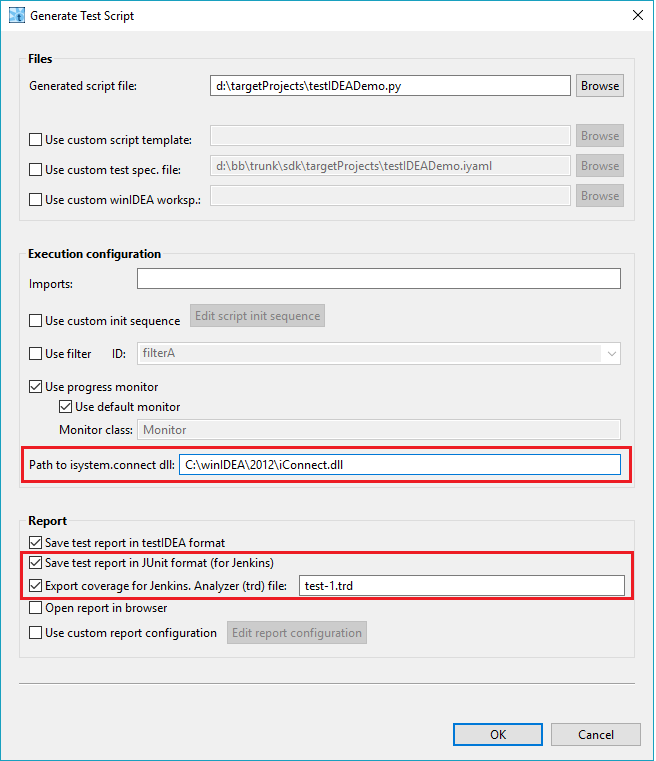 Generate Test Script
Files
Generated script file: d:\targetProjects\testIDEADemo.py Browse
Use custom script template: Browse
Use custom test spec. file: d:\bb\trunk\sdk\targetProjects\testIDEADemo.iyaml Browse
Use custom winIDEA worksp.: Browse
Execution configuration
Imports:
Use custom init sequence Edit script init sequence
Use filter ID: filterA
Use progress monitor
Use default monitor
Monitor class: Monitor
Path to isystem.connect dll: C:\winIDEA\2012\iConnect.dll
Report
Save test report in testIDEA format
Save test report in JUnit format (for Jenkins)
Export coverage for Jenkins. Analyzer (trd) file: test-1.trd
Open report in browser
Use custom report configuration Edit report configuration
OK Cancel